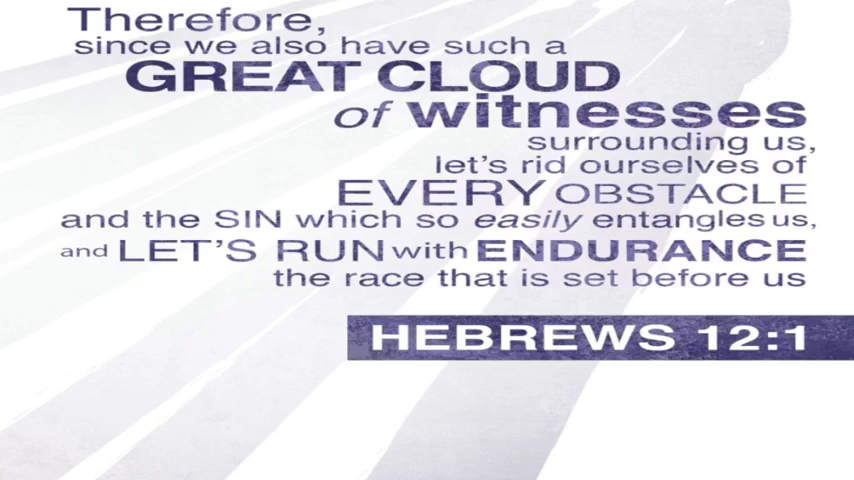 Therefore,
since we also have such a
GREAT CLOUD
of witnesses
surrounding us,
let's rid ourselves of
EVERY OBSTACLE
and the SIN which so easily entangles us,
and LET'S RUN with ENDURANCE
the race that is set before us
HEBREWS 12:1